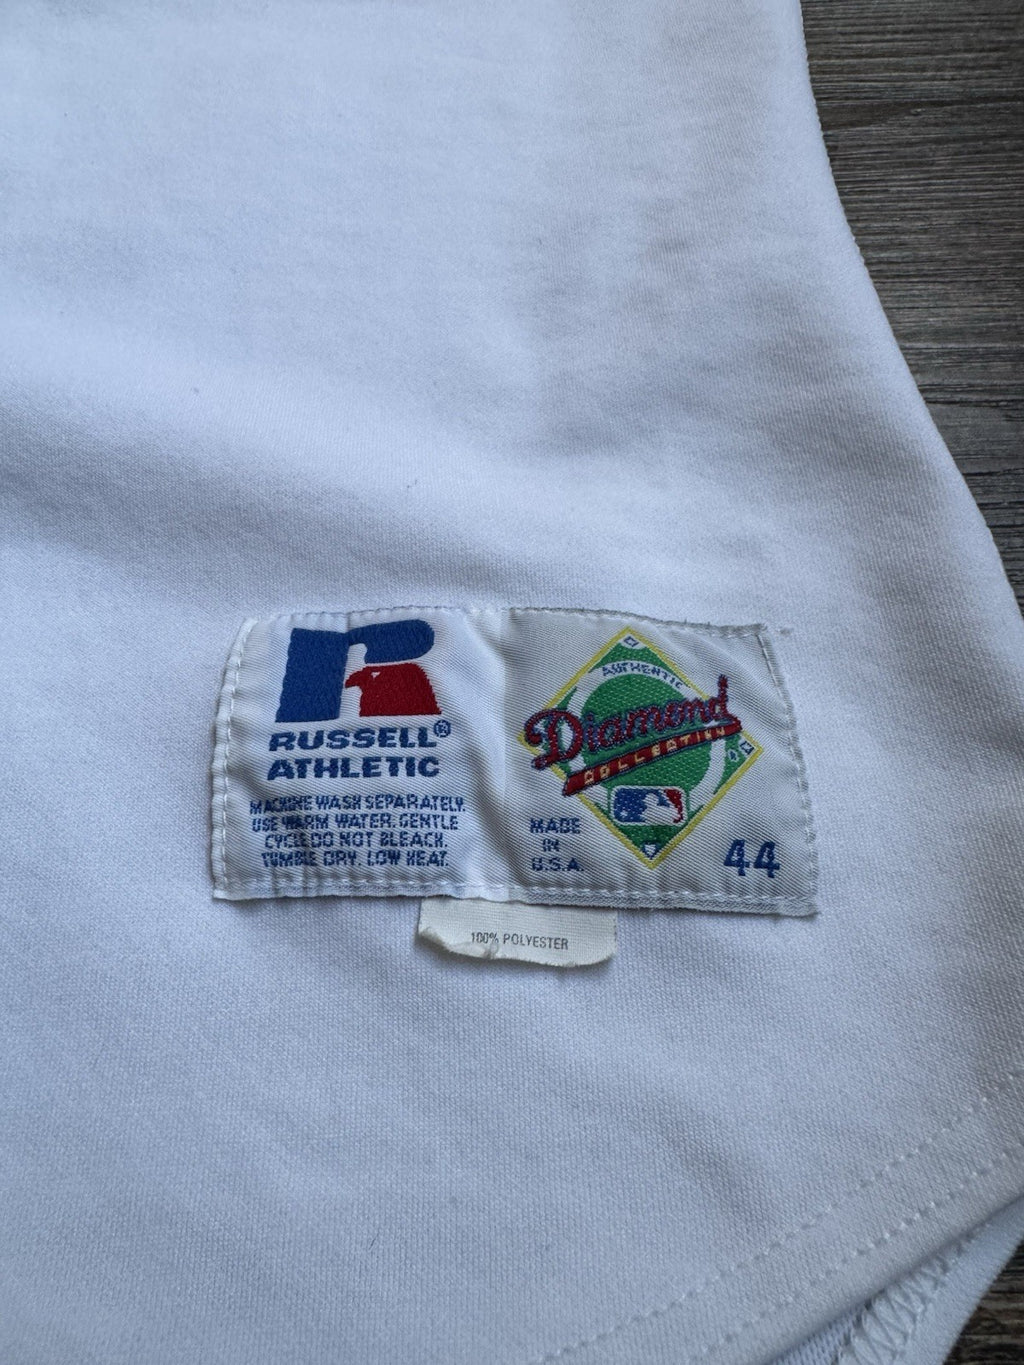 RUSSELL®
ATHLETIC
MACHINE WASH SEPARATELY.
USE WARM WATER. GENTLE
CYCLE DO NOT BLEACH.
TUMBLE DRY. LOW HEAT.
AUTHENTIC
Diamond
COLLECTION
MADE
IN
U.S.A.
44
100% POLYESTER